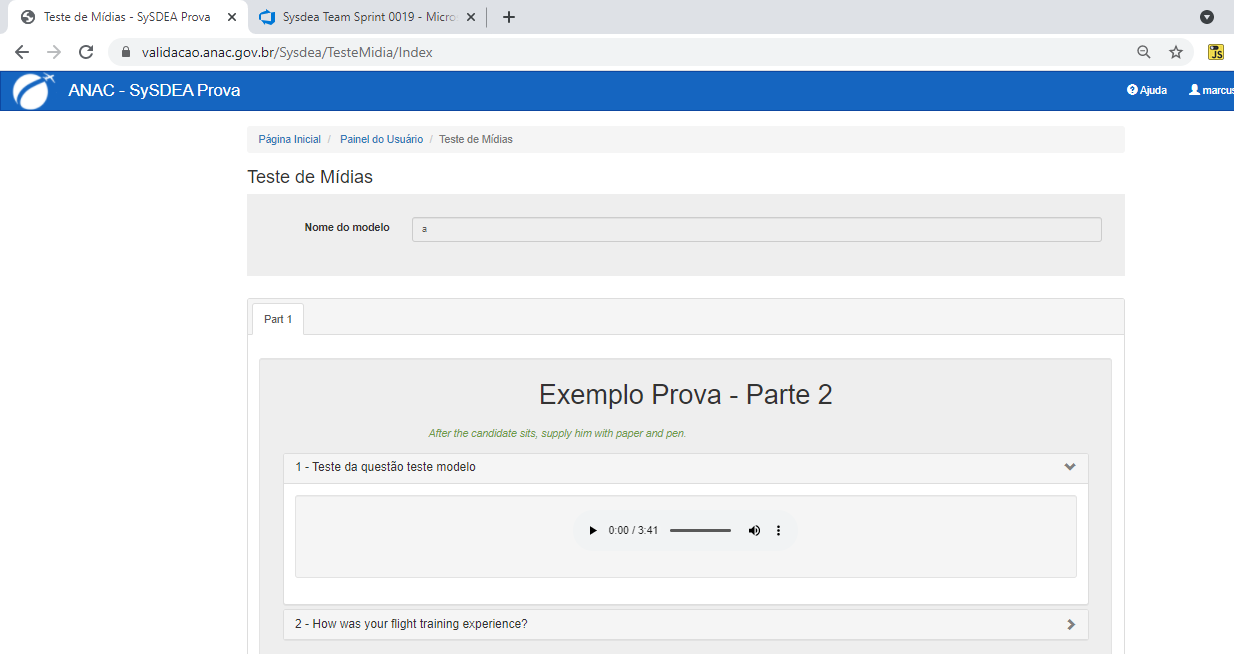 Teste de Mídias - SySDEA Prova
Sysdea Team Sprint 0019 - Micro
validacao.anac.gov.br/Sysdea/TesteMidia/Index
JS
ANAC - SySDEA Prova
Ajuda
marcus
Página Inicial / Painel do Usuário / Teste de Mídias
Teste de Mídias
Nome do modelo
a
Part 1
Exemplo Prova - Parte 2
After the candidate sits, supply him with paper and pen.
1 - Teste da questão teste modelo
0:00 / 3:41
2 - How was your flight training experience?